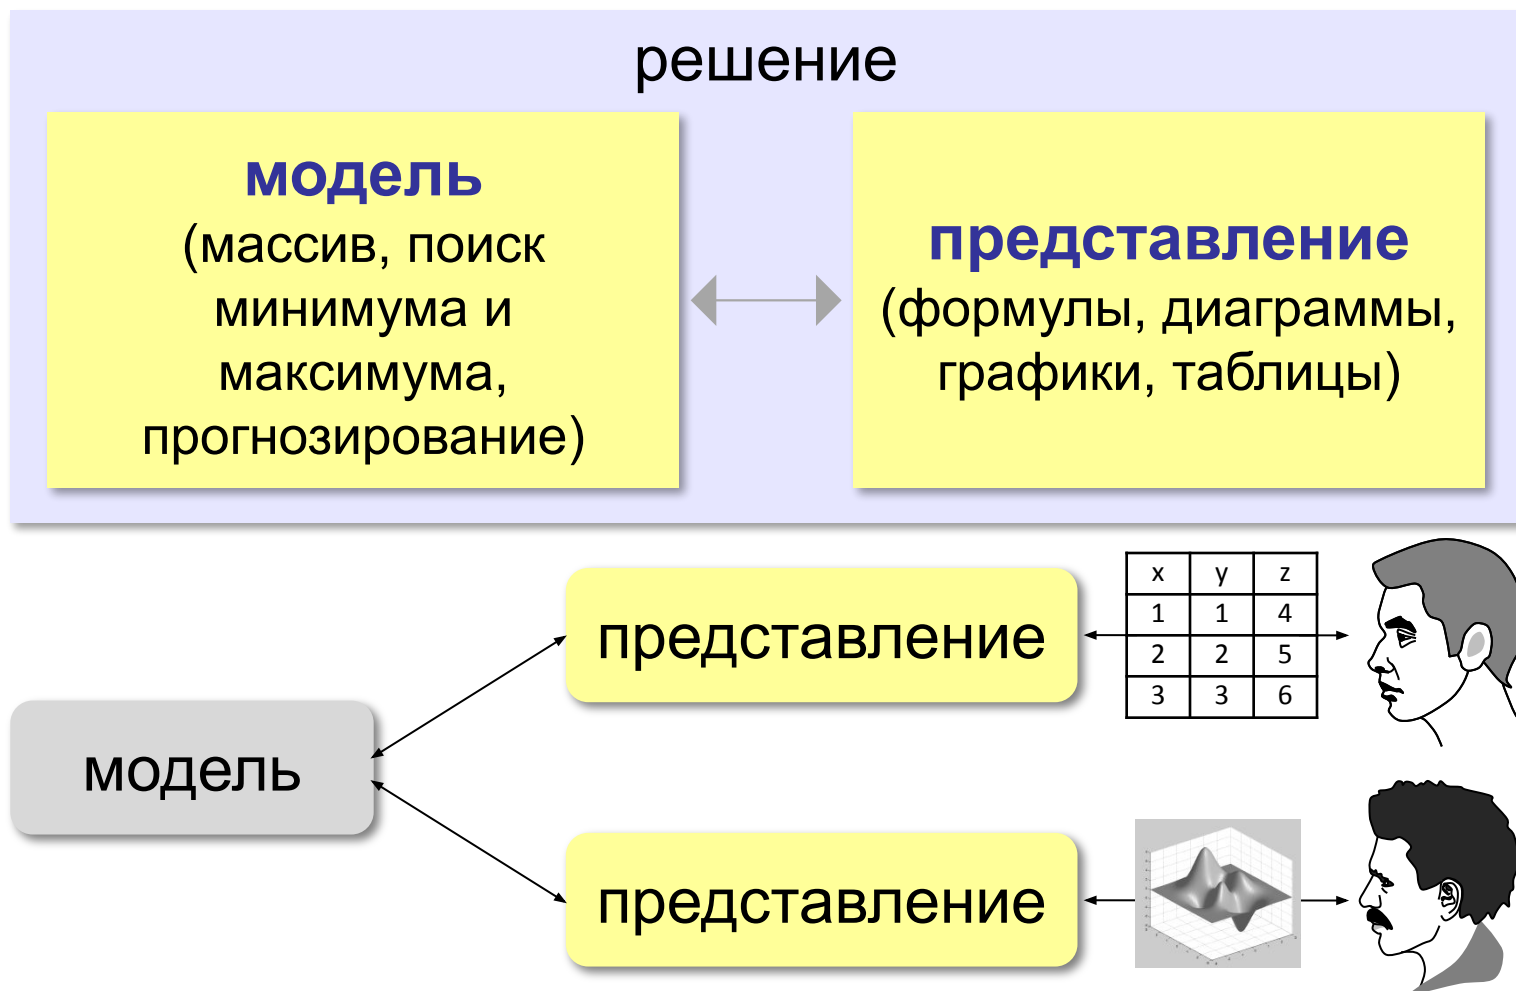 решение
модель
(массив, поиск
минимума и
максимума,
прогнозирование)
представление
(формулы, диаграммы,
графики, таблицы)
представление
x y z
1 1 4
2 2 5
3 3 6
модель
представление